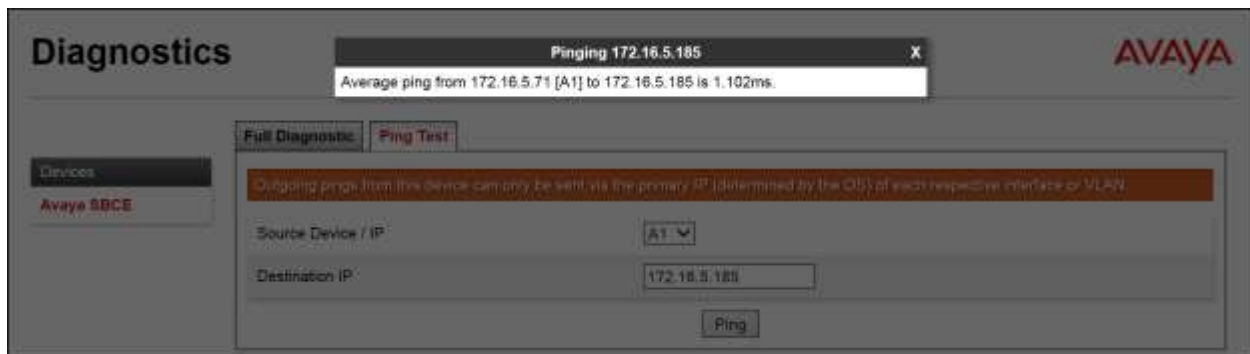 Diagnostics
Pinging 172.16.5.185 X
AVAYA
Average ping from 172.16.5.71 [A1] to 172.16.5.185 is 1.102ms.
Full Diagnostic Ping Test
Devices
Avaya SBCE
Outgoing pings from this device can only be sent via the primary IP (determined by the OS) of each respective interface or VLAN.
Source Device / IP A1
Destination IP 172.16.5.185
Ping